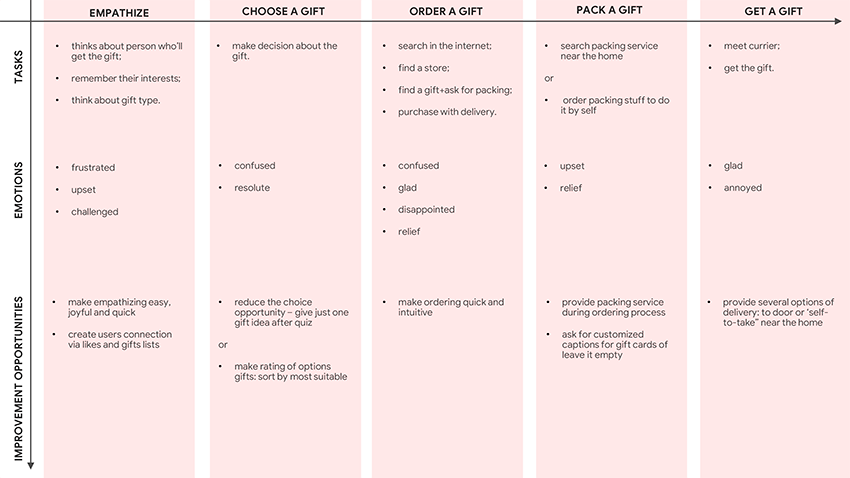 EMPATHIZE
CHOOSE A GIFT
ORDER A GIFT
PACK A GIFT
GET A GIFT
TASKS
• thinks about person who'll
get the gift;
• remember their interests;
• think about gift type.
• make decision about the
gift.
• search in the internet;
• find a store;
• find a gift+ask for packing;
• purchase with delivery.
• search packing service
near the home
or
• order packing stuff to do
it by self
• meet currier;
• get the gift.
EMOTIONS
• frustrated
• upset
• challenged
• confused
• resolute
• confused
• glad
• disappointed
• relief
• upset
• relief
• glad
• annoyed
IMPROVEMENT OPPORTUNITIES
• make empathizing easy,
joyful and quick
• create users connection
via likes and gifts lists
• reduce the choice
opportunity – give just one
gift idea after quiz
or
• make rating of options
gifts: sort by most suitable
• make ordering quick and
intuitive
• provide packing service
during ordering process
• ask for customized
captions for gift cards of
leave it empty
• provide several options of
delivery: to door or 'self-
to-take" near the home